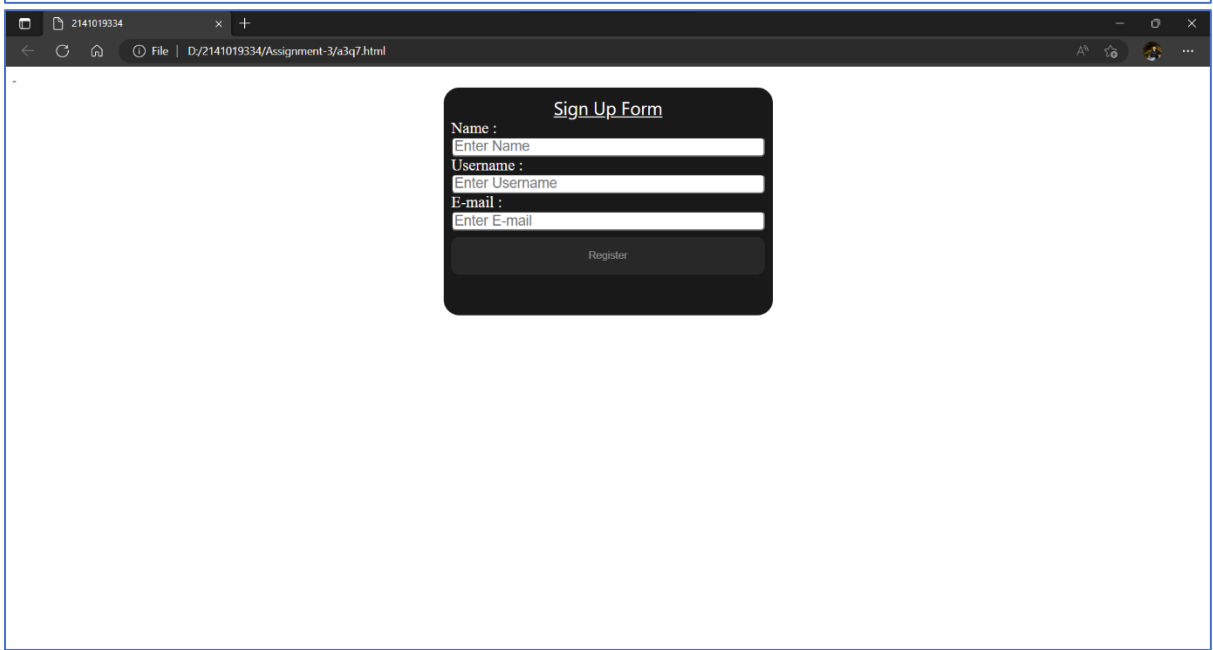 2141019334
File | D:/2141019334/Assignment-3/a3q7.html
-
Sign Up Form
Name :
Enter Name
Username :
Enter Username
E-mail :
Enter E-mail
Register